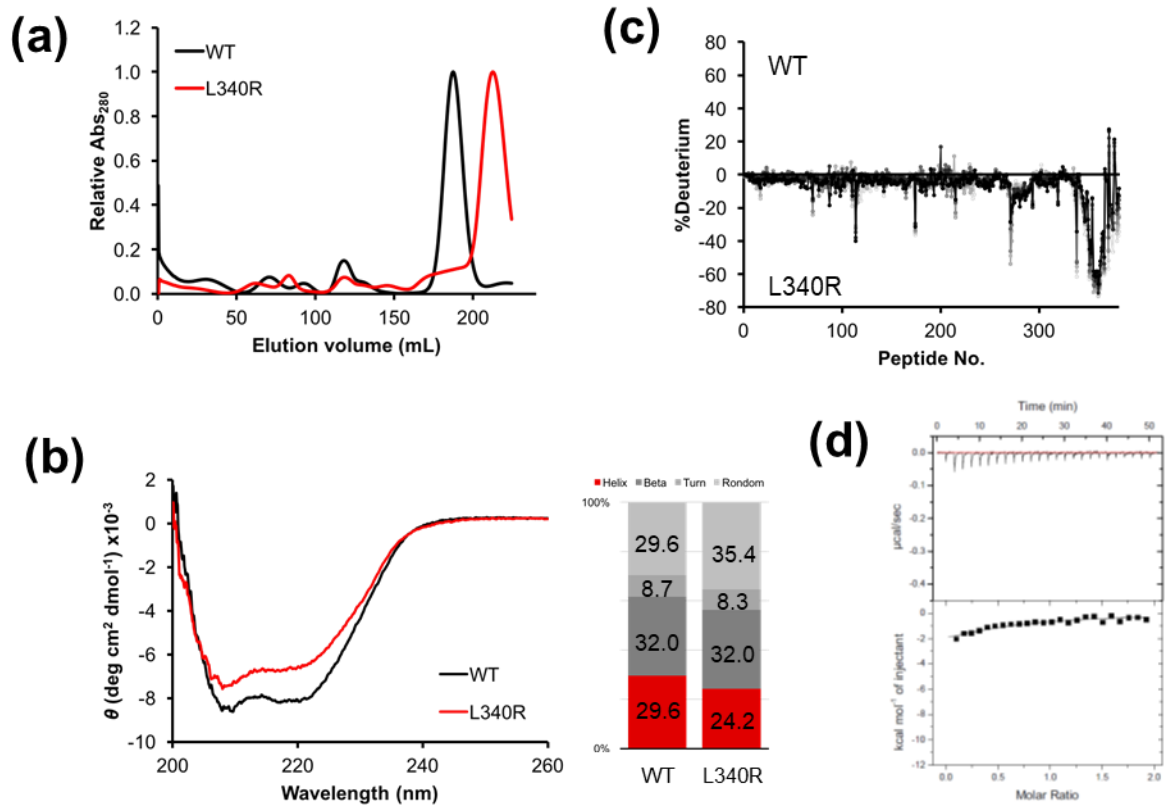 (a)
WT
L340R
1.0
0.8
0.6
0.4
0.2
0.0
Relative Abs280
0 50 100 150 200
Elution volume (mL)
(c)
80
60
40
20
0
-20
-40
-60
-80
%Deuterium
WT
L340R
0 100 200 300
Peptide No.
(b)
2
0
-2
-4
-6
-8
-10
θ (deg cm2 dmol-1) x10-3
WT
L340R
200 220 240 260
Wavelength (nm)
Helix Beta Turn Rondom
100%
0%
29.6 35.4
8.7 8.3
32.0 32.0
29.6 24.2
WT L340R
(d)
Time (min)
0 10 20 30 40 50
0.0
-0.1
-0.2
-0.3
-0.4
µcal/sec
0
-2
-4
-6
-8
-10
-12
kcal mol-1 of injectant
0.0 0.5 1.0 1.5 2.0
Molar Ratio